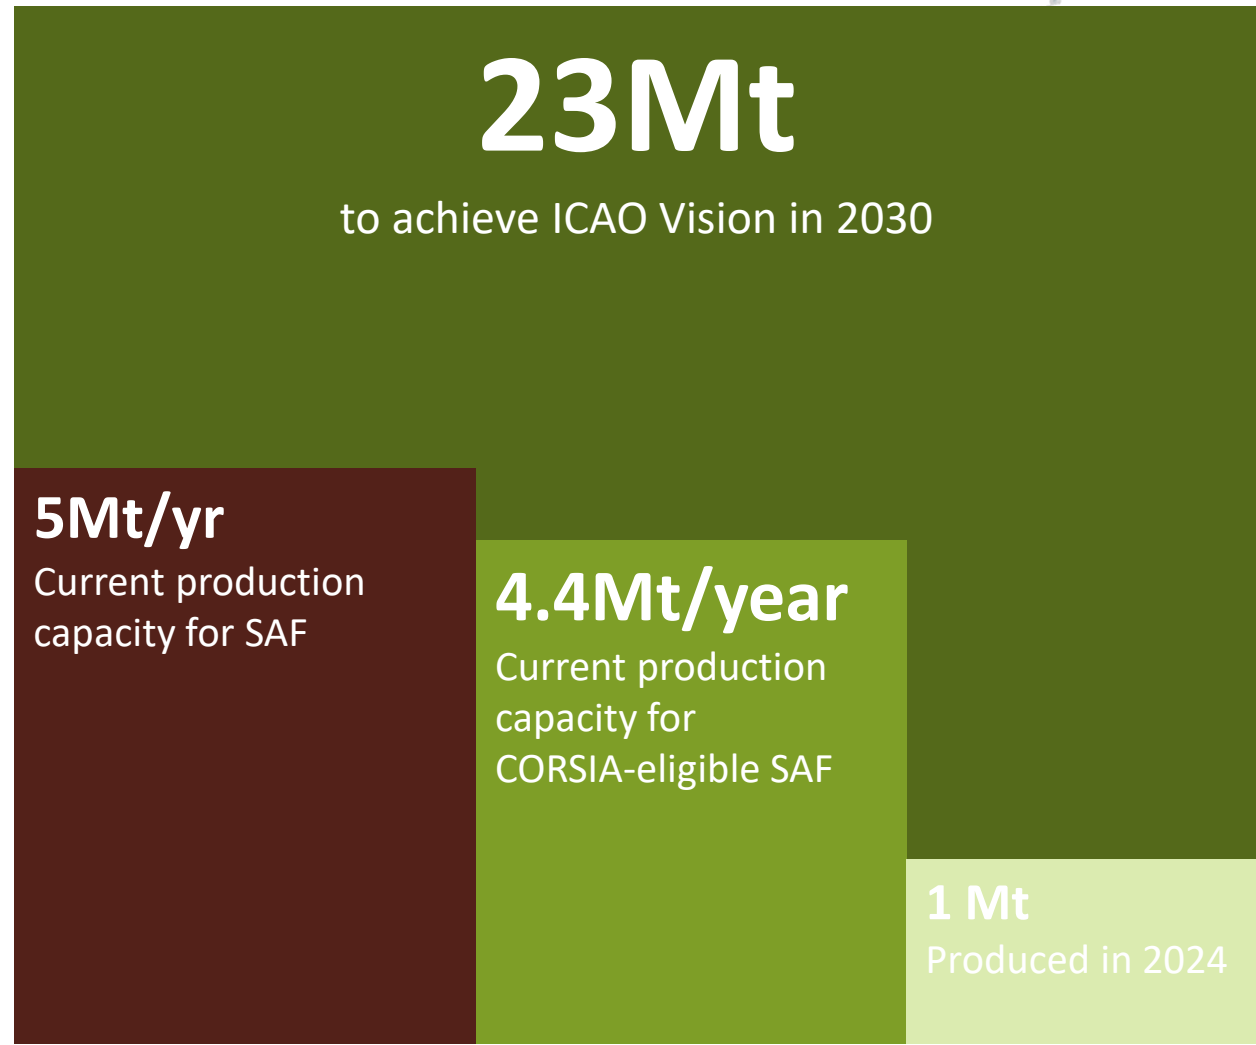 23Mt
to achieve ICAO Vision in 2030
5Mt/yr
Current production
capacity for SAF
4.4Mt/year
Current production
capacity for
CORSIA-eligible SAF
1 Mt
Produced in 2024